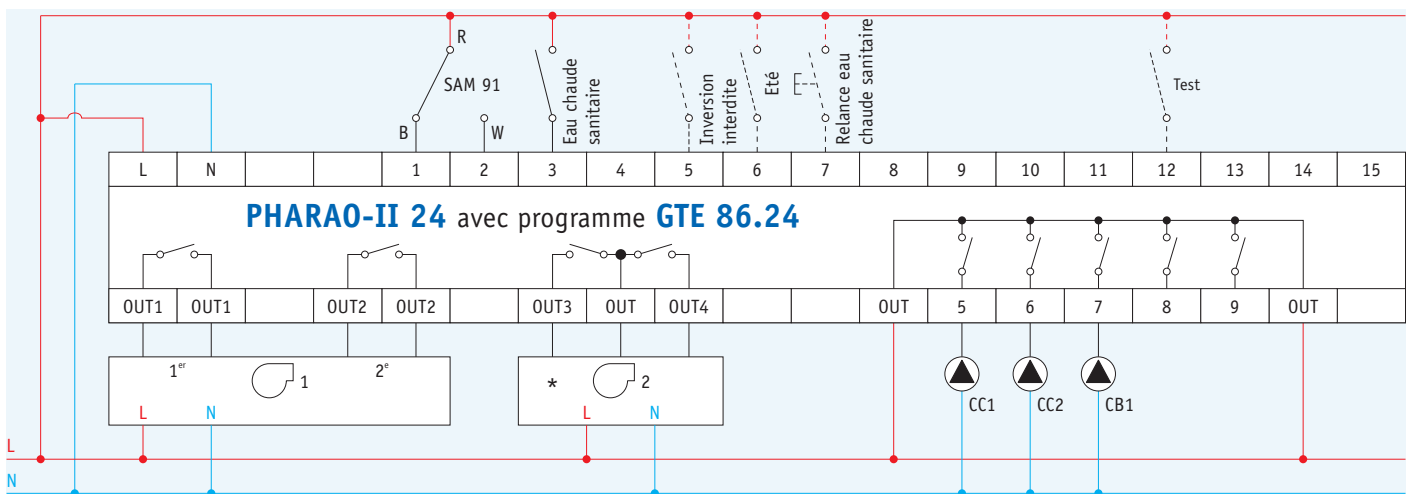 R
SAM 91
B
W
Eau chaude
sanitaire
Inversion
interdite
Eté
Relance eau
chaude sanitaire
Test
L N 1 2 3 4 5 6 7 8 9 10 11 12 13 14 15
PHARAO-II 24 avec programme GTE 86.24
OUT1 OUT1 OUT2 OUT2 OUT3 OUT OUT4 OUT 5 6 7 8 9 OUT
1er 1 2e
* 2
CC1 CC2 CB1
L N L N
L
N